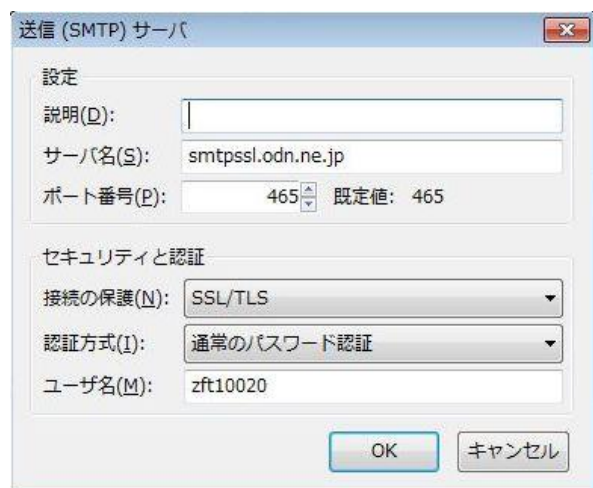 送信 (SMTP) サーバ
設定
説明(D):
サーバ名(S): smtpssl.odn.ne.jp
ポート番号(P): 465 既定値: 465
セキュリティと認証
接続の保護(N): SSL/TLS
認証方式(I): 通常のパスワード認証
ユーザ名(M): zft10020
OK キャンセル